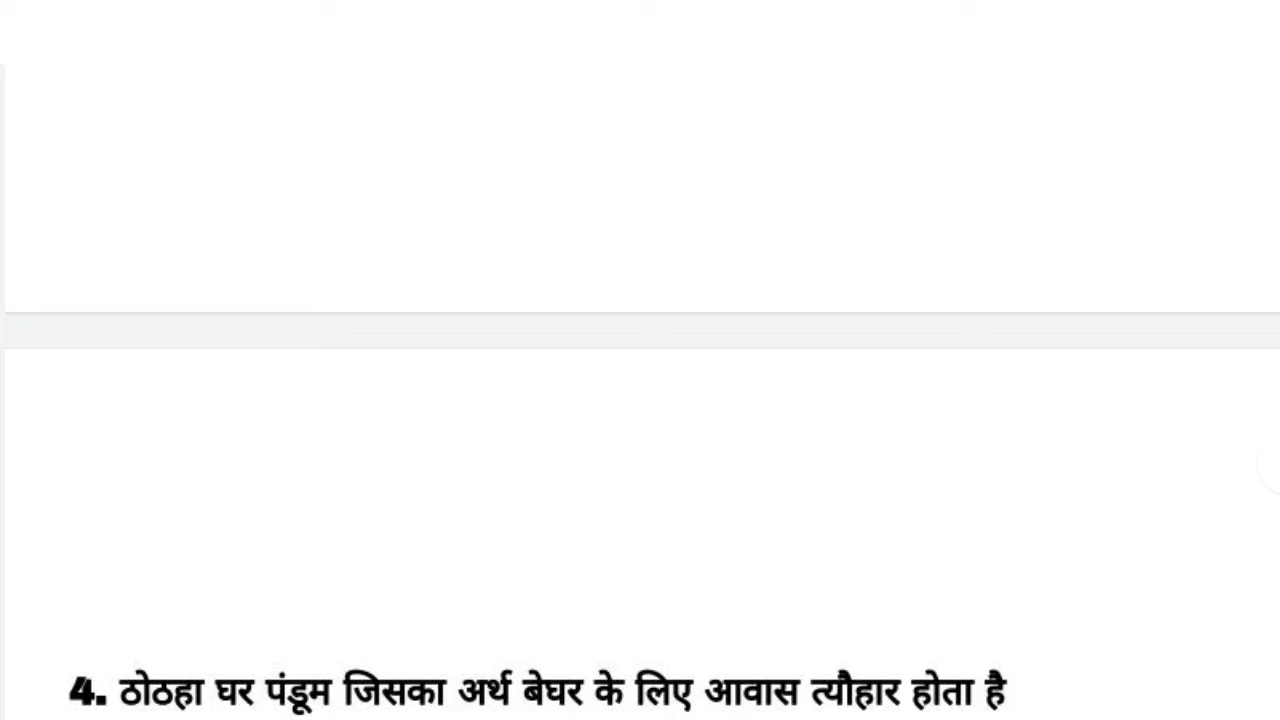 4. ठोठहा घर पंडूम जिसका अर्थ बेघर के लिए आवास त्यौहार होता है